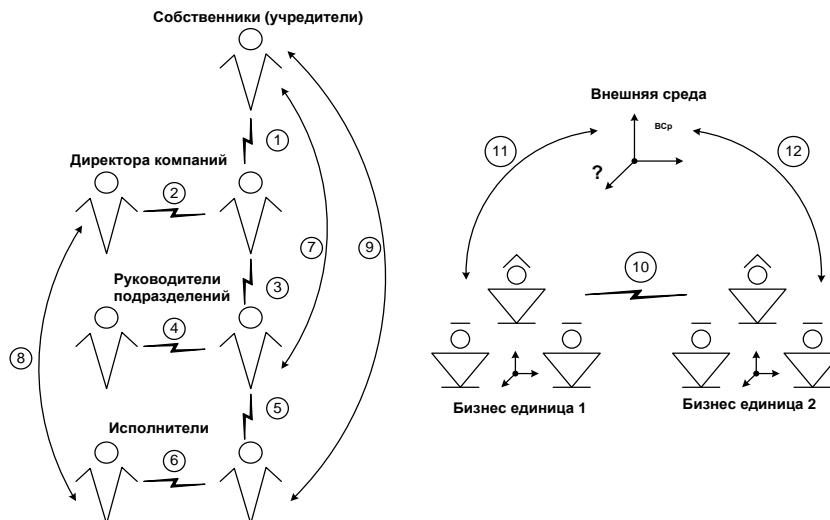 Собственники (учредители)
1
Директора компаний
2
7
9
Руководители
подразделений
3
4
8
5
Исполнители
6
Внешняя среда
ВСр
11
12
?
10
Бизнес единица 1
Бизнес единица 2